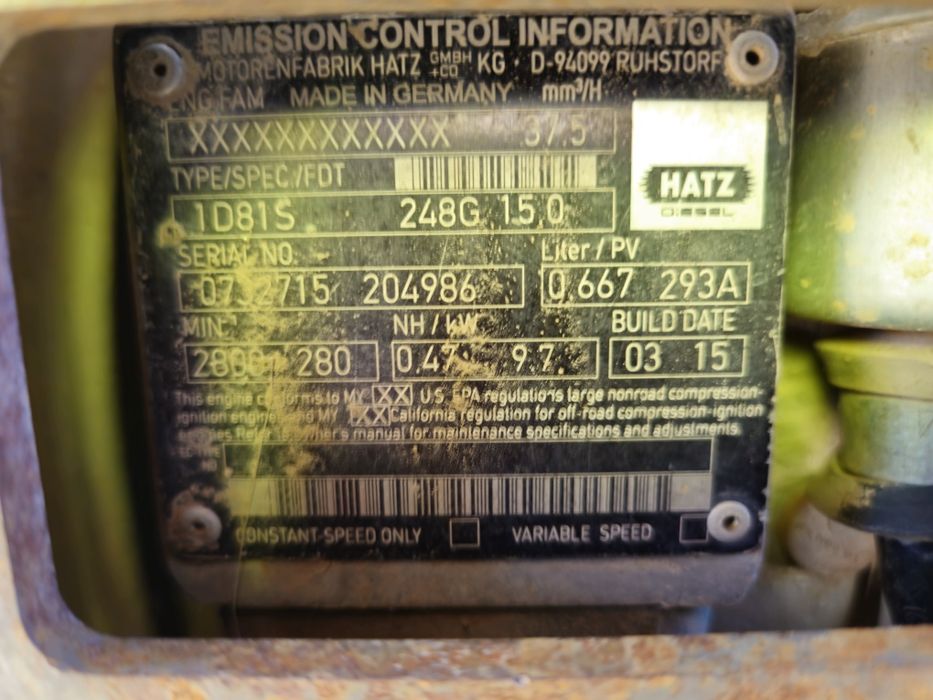 EMISSION CONTROL INFORMATION
MOTORENFABRIK HATZ GMBH +CO KG · D-94099 RUHSTORF
ENG.FAM MADE IN GERMANY mm³/H
XXXXXXXXXXXX 37.5
TYPE/SPEC./FDT
HATZ
DIESEL
1D81S 248G 15.0
SERIAL NO. Liter / PV
204986 0.667 293A
MIN NH / kW BUILD DATE
280 0.47 9.7 03 15
This engine conforms to MY XX U.S. EPA regulations large nonroad compression-
ignition engines and MY XX California regulation for off-road compression-ignition
engines Refer to owner's manual for maintenance specifications and adjustments.
CONSTANT SPEED ONLY VARIABLE SPEED